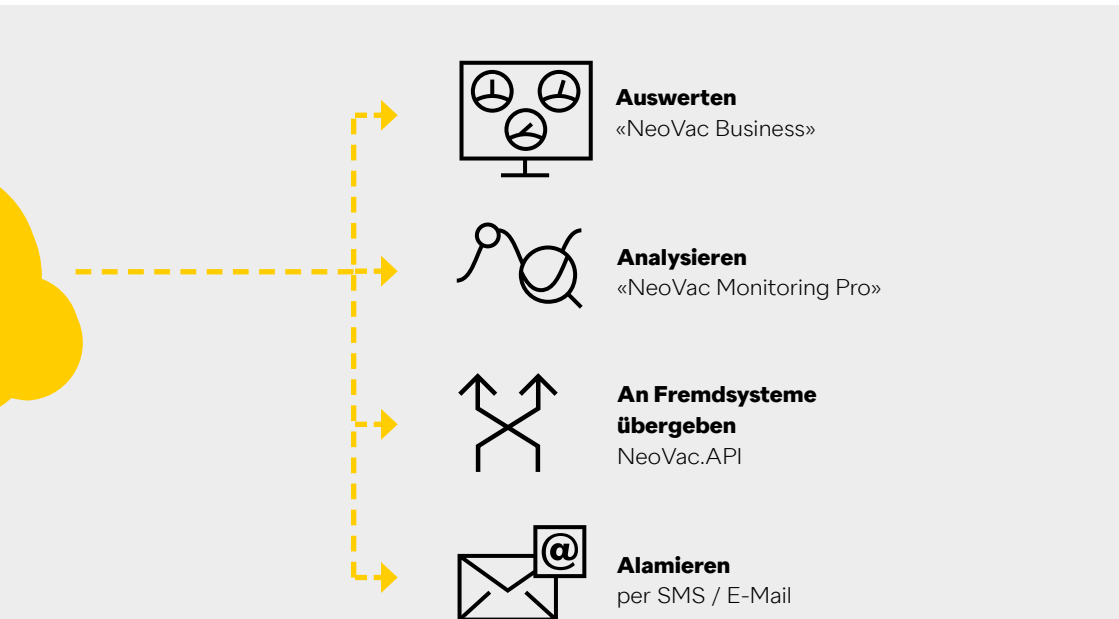 Auswerten
«NeoVac Business»
Analysieren
«NeoVac Monitoring Pro»
An Fremdsysteme
übergeben
NeoVac.API
@
Alamieren
per SMS / E-Mail